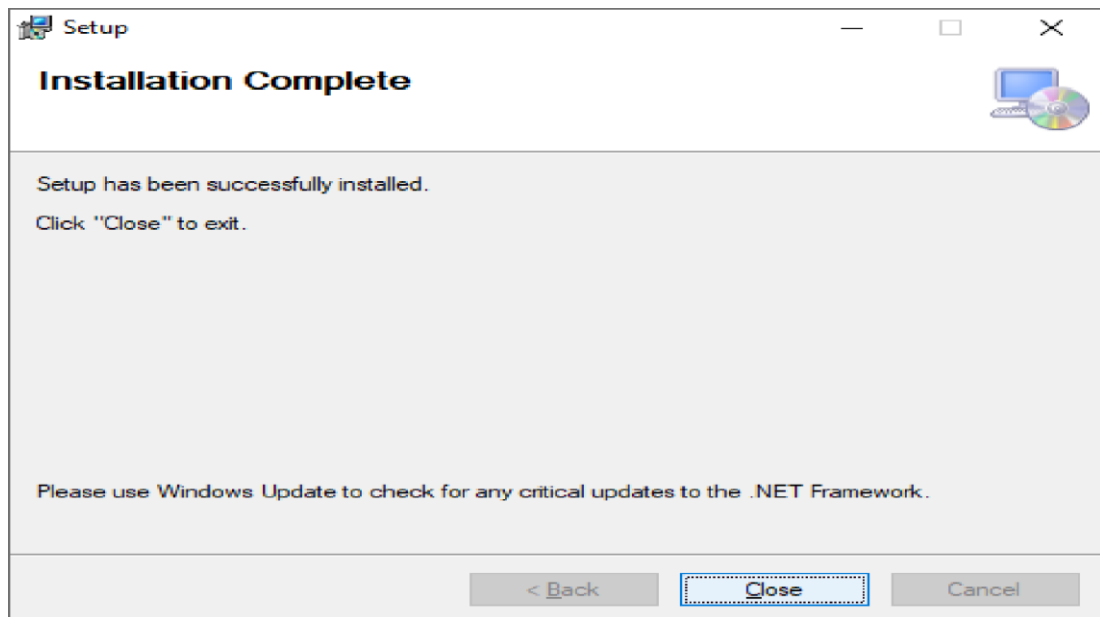 Setup
Installation Complete
Setup has been successfully installed.
Click "Close" to exit.
Please use Windows Update to check for any critical updates to the .NET Framework.
< Back
Close
Cancel